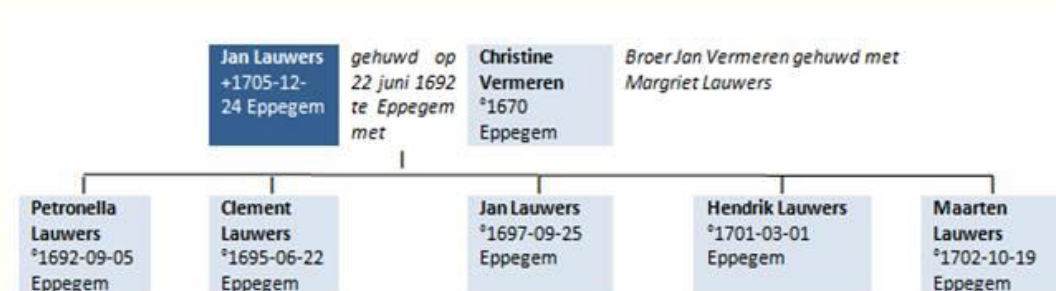 Jan Lauwers
+1705-12-
24 Eppegem
gehuwd op
22 juni 1692
te Eppegem
met
Christine
Vermeren
°1670
Eppegem
Broer Jan Vermeren gehuwd met
Margriet Lauwers
Petronella
Lauwers
°1692-09-05
Eppegem
Clement
Lauwers
°1695-06-22
Eppegem
Jan Lauwers
°1697-09-25
Eppegem
Hendrik Lauwers
°1701-03-01
Eppegem
Maarten
Lauwers
°1702-10-19
Eppegem